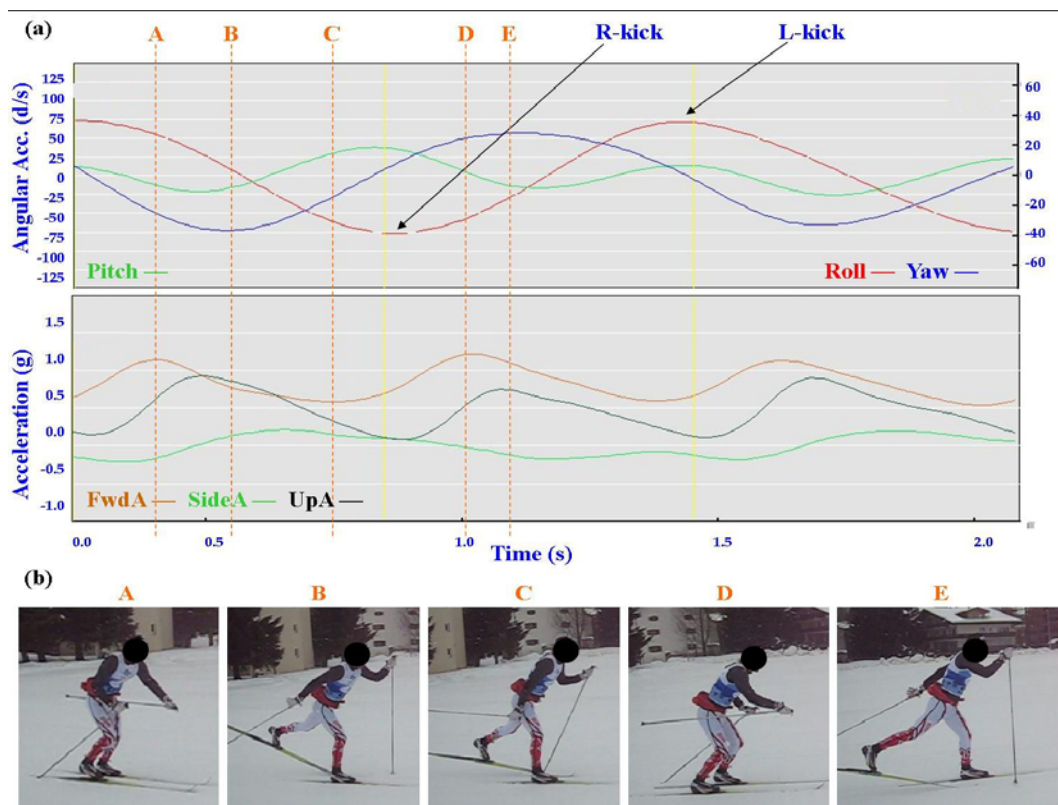 (a)
A B C D E R-kick L-kick
Angular Acc. (d/s)
125
100
75
50
25
0
-25
-50
-75
-100
-125
60
40
20
0
-20
-40
-60
Pitch Roll Yaw
Acceleration (g)
1.5
1.0
0.5
0.0
-0.5
-1.0
FwdA SideA UpA
0.0 0.5 1.0 1.5 2.0
Time (s)
(b)
A B C D E